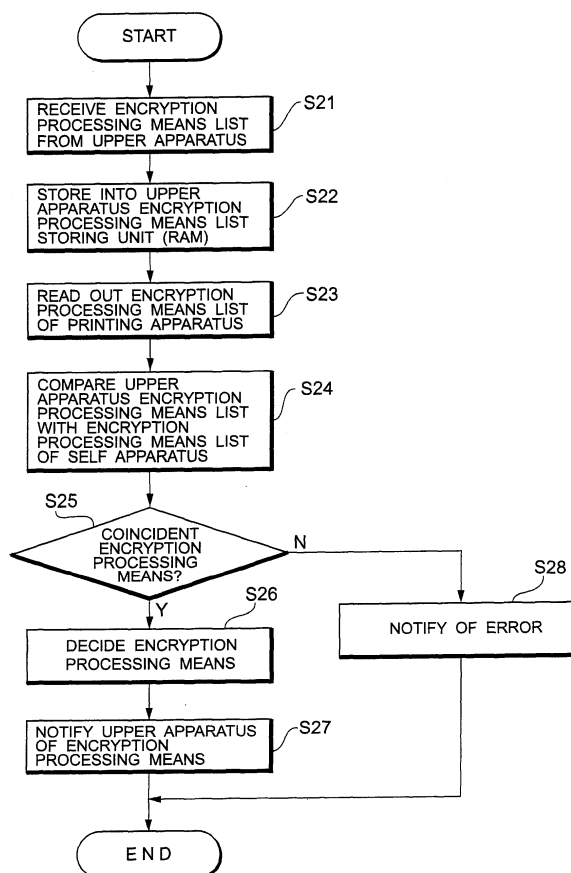 START
S21
RECEIVE ENCRYPTION
PROCESSING MEANS LIST
FROM UPPER APPARATUS
S22
STORE INTO UPPER
APPARATUS ENCRYPTION
PROCESSING MEANS LIST
STORING UNIT (RAM)
S23
READ OUT ENCRYPTION
PROCESSING MEANS LIST
OF PRINTING APPARATUS
S24
COMPARE UPPER
APPARATUS ENCRYPTION
PROCESSING MEANS LIST
WITH ENCRYPTION
PROCESSING MEANS LIST
OF SELF APPARATUS
S25
COINCIDENT
ENCRYPTION
PROCESSING
MEANS?
N
Y
S26
DECIDE ENCRYPTION
PROCESSING MEANS
S28
NOTIFY OF ERROR
S27
NOTIFY UPPER APPARATUS
OF ENCRYPTION
PROCESSING MEANS
END